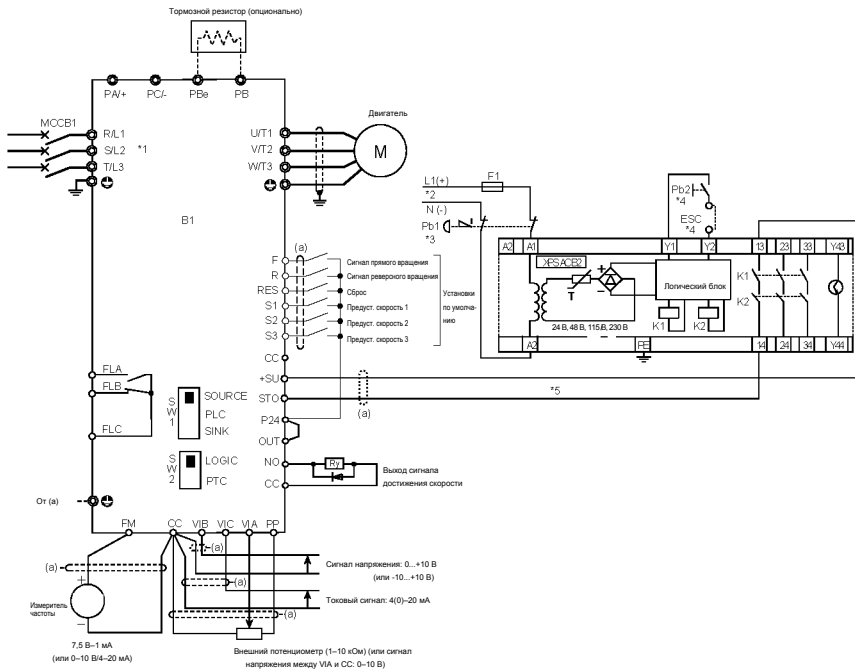 Тормозной резистор (опционально)
PA/+ PC/- PBe PB
MCCB1
R/L1
S/L2 *1
T/L3
B1
U/T1
V/T2
W/T3
Двигатель
M
F
R
RES
S1
S2
S3
CC
+SU
STO
P24
OUT
NO
CC
(a)
Сигнал прямого вращения
Сигнал реверсного вращения
Сброс
Предуст. скорость 1
Предуст. скорость 2
Предуст. скорость 3
Установки
по умолча-
нию
L1(+)
F1
*2
N (-)
Pb1
*3
Pb2
*4
ESC
*4
A2 A1 Y1 Y2 13 23 33 Y43
XPSACB2
T
+
−
Логический блок
K1
K2
24 В, 48 В, 115В, 230 В
K1 K2
A2 PE 14 24 34 Y44
*5
(a)
FLA
FLB
FLC
SW1
SOURCE
PLC
SINK
SW2
LOGIC
PTC
Ry
Выход сигнала
достижения скорости
От (a)
FM CC VIB VIC VIA PP
(a)
(a)
(a)
(a)
+
−
Измеритель
частоты
7,5 В–1 мА
(или 0–10 В/4–20 мА)
Сигнал напряжения: 0...+10 В
(или -10...+10 В)
Токовый сигнал: 4(0)–20 мА
Внешний потенциометр (1–10 кОм) (или сигнал
напряжения между VIA и CC: 0–10 В)